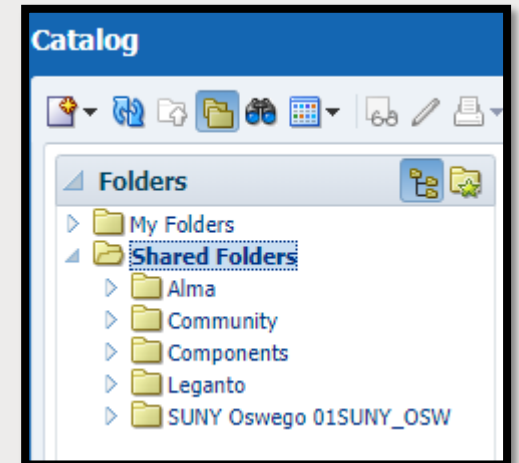 Catalog
Folders
My Folders
Shared Folders
Alma
Community
Components
Leganto
SUNY Oswego 01SUNY_OSW